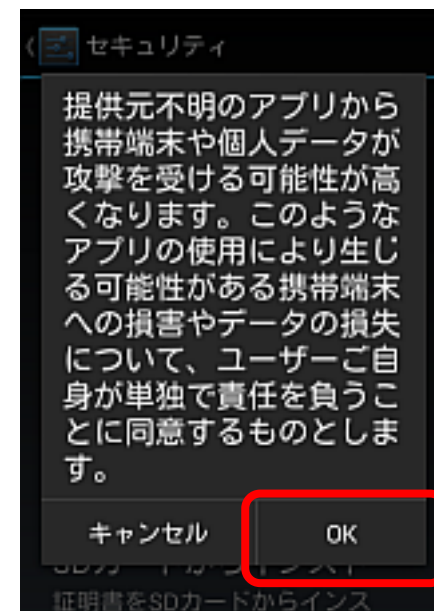 セキュリティ
提供元不明のアプリから
携帯端末や個人データが
攻撃を受ける可能性が高
くなります。このような
アプリの使用により生じ
る可能性がある携帯端末
への損害やデータの損失
について、ユーザーご自
身が単独で責任を負うこ
とに同意するものとしま
す。
キャンセル OK
証明書をSDカードからインス